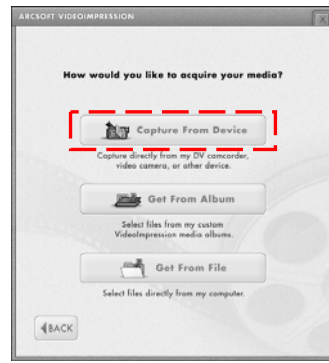 ARCSOFT VIDEOIMPRESSION
How would you like to acquire your media?
Capture From Device
Capture directly from my DV camcorder,
video camera, or other device.
Get From Album
Select files from my custom
VideoImpression media albums.
Get From File
Select files directly from my computer.
BACK